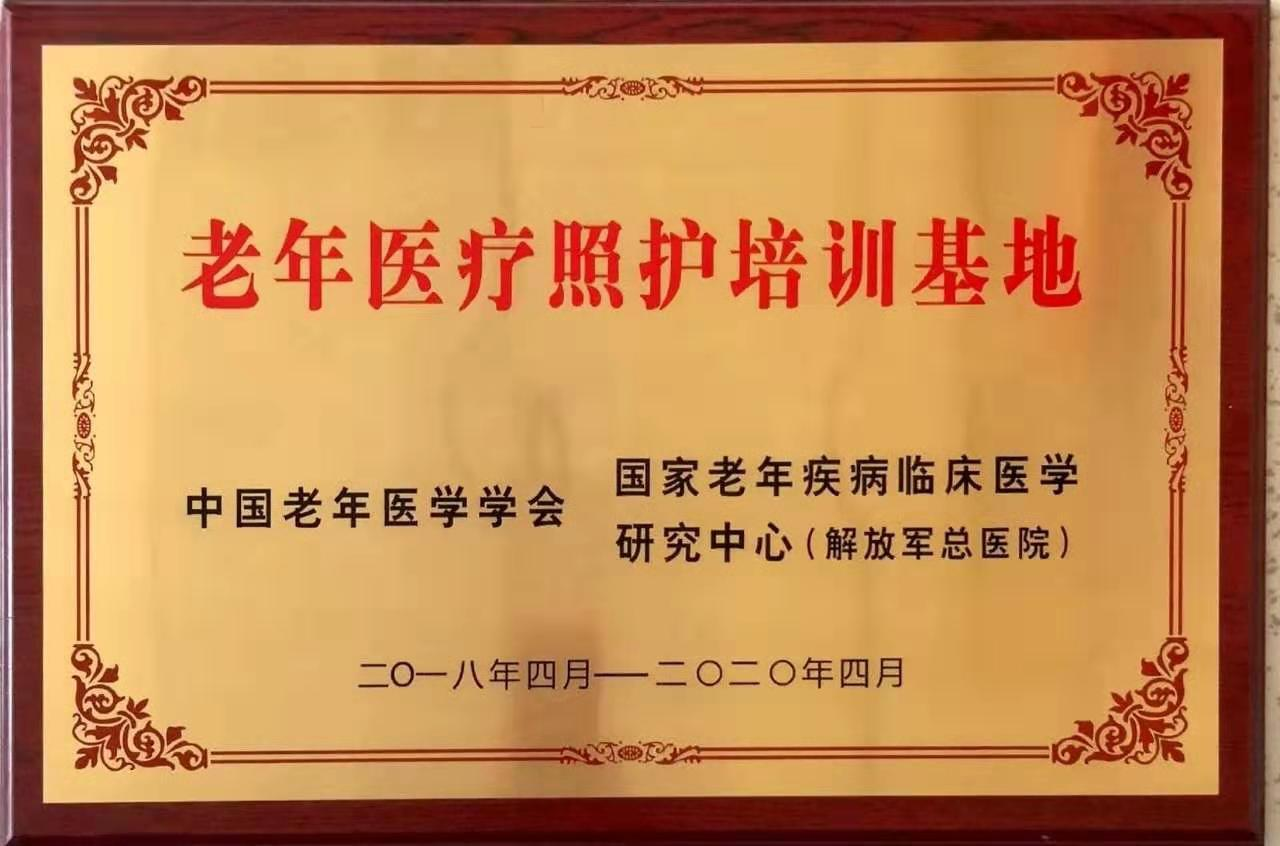 老年医疗照护培训基地
中国老年医学学会
国家老年疾病临床医学
研究中心（解放军总医院）
二〇一八年四月——二〇二〇年四月